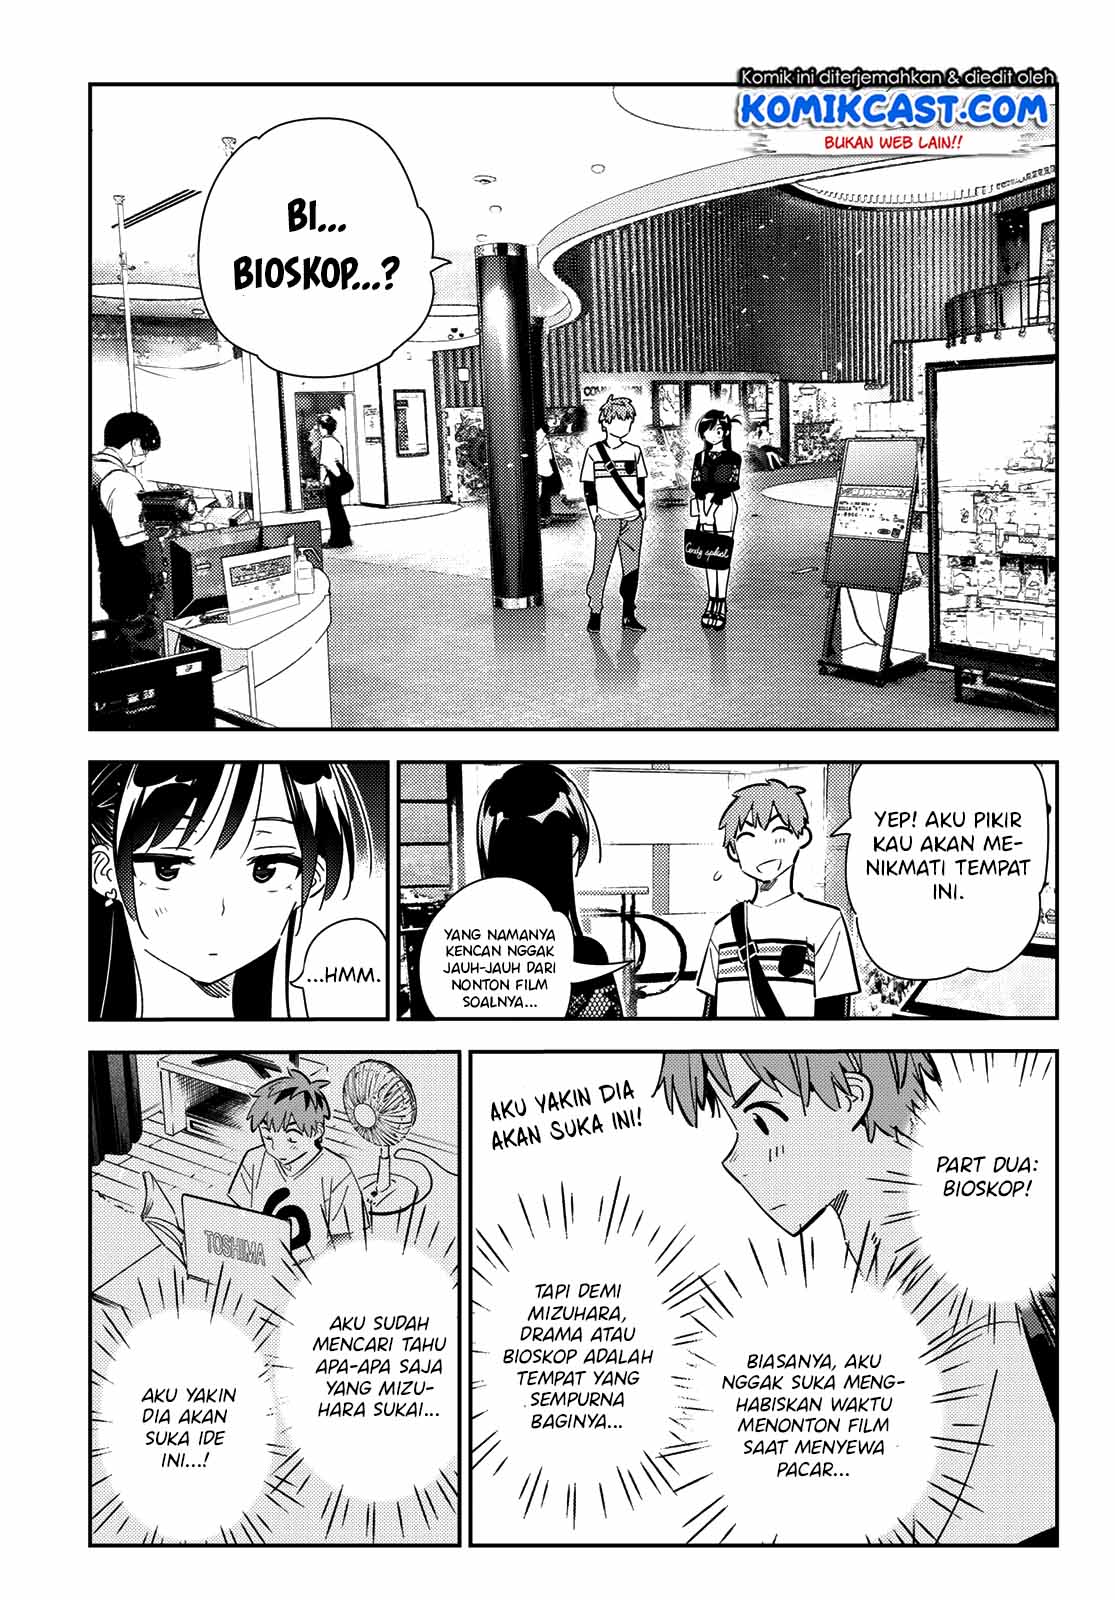 Komik ini diterjemahkan & diedit oleh
KOMIKCAST.COM
BUKAN WEB LAIN!!
BI...
BIOSKOP...?
Candy
YEP! AKU PIKIR
KAU AKAN ME-
NIKMATI TEMPAT
INI.
YANG NAMANYA
KENCAN NGGAK
JAUH-JAUH DARI
NONTON FILM
SOALNYA...
...HMM.
PART DUA:
BIOSKOP!
AKU YAKIN DIA
AKAN SUKA INI!
BIASANYA, AKU
NGGAK SUKA MENG-
HABISKAN WAKTU
MENONTON FILM
SAAT MENYEWA
PACAR...
TAPI DEMI
MIZUHARA,
DRAMA ATAU
BIOSKOP ADALAH
TEMPAT YANG
SEMPURNA
BAGINYA...
AKU SUDAH
MENCARI TAHU
APA-APA SAJA
YANG MIZU-
HARA SUKAI...
TOSHIMA
AKU YAKIN
DIA AKAN
SUKA IDE
INI...!